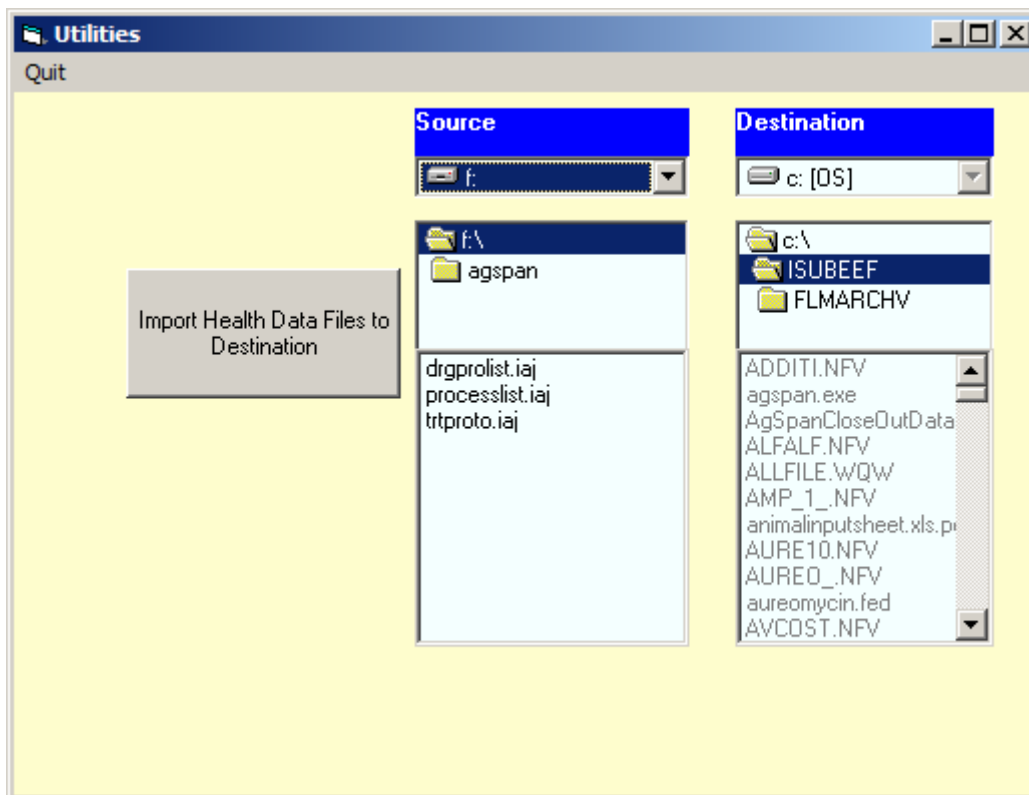 Utilities
Quit
Source
Destination
f:
c: [OS]
f:\
agspan
c:\
ISUBEEF
FLMARCHV
Import Health Data Files to
Destination
drgprolist.iaj
processlist.iaj
trtproto.iaj
ADDITI.NFV
agspan.exe
AgSpanCloseOutData
ALFALF.NFV
ALLFILE.WQW
AMP_1_.NFV
animalinputsheet.xls.p
AURE10.NFV
AUREO_.NFV
aureomycin.fed
AVCOST.NFV